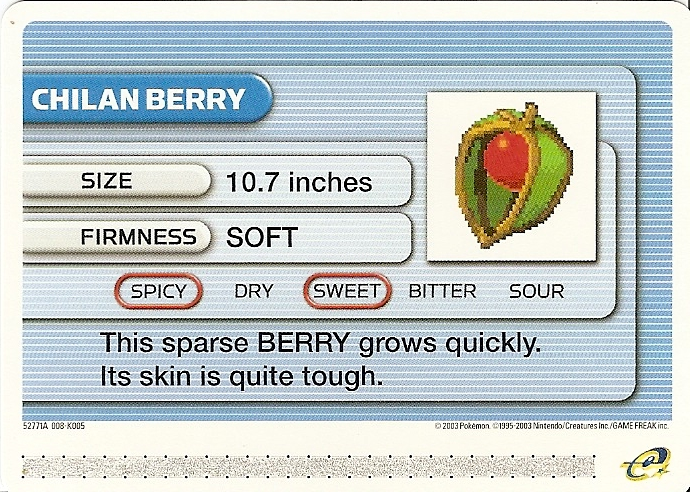 CHILAN BERRY
SIZE 10.7 inches
FIRMNESS SOFT
SPICY DRY SWEET BITTER SOUR
This sparse BERRY grows quickly.
Its skin is quite tough.
52771A 008-K005 © 2003 Pokémon. ©1995-2003 Nintendo/Creatures Inc./GAME FREAK inc.
e